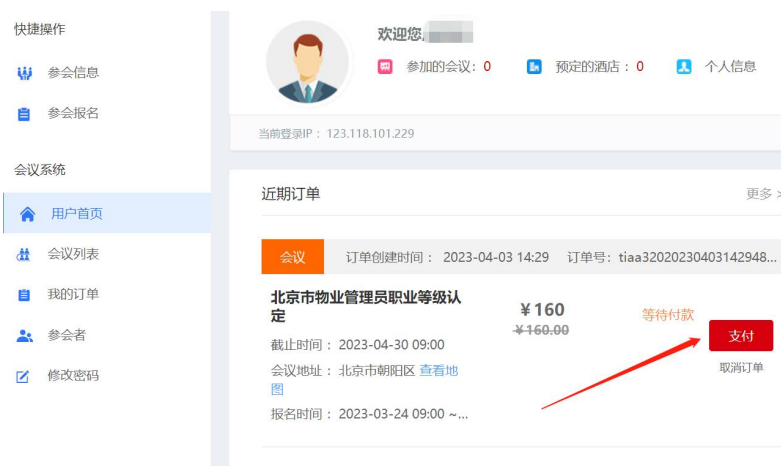 快捷操作
参会信息
参会报名
会议系统
用户首页
会议列表
我的订单
参会者
修改密码
欢迎您,
参加的会议: 0
预定的酒店： 0
个人信息
当前登录IP： 123.118.101.229
近期订单
更多 >
会议 订单创建时间： 2023-04-03 14:29 订单号：tiaa32020230403142948...
北京市物业管理员职业等级认
定
截止时间： 2023-04-30 09:00
会议地址： 北京市朝阳区 查看地
图
报名时间： 2023-03-24 09:00 ~...
￥160
￥160.00
等待付款
支付
取消订单